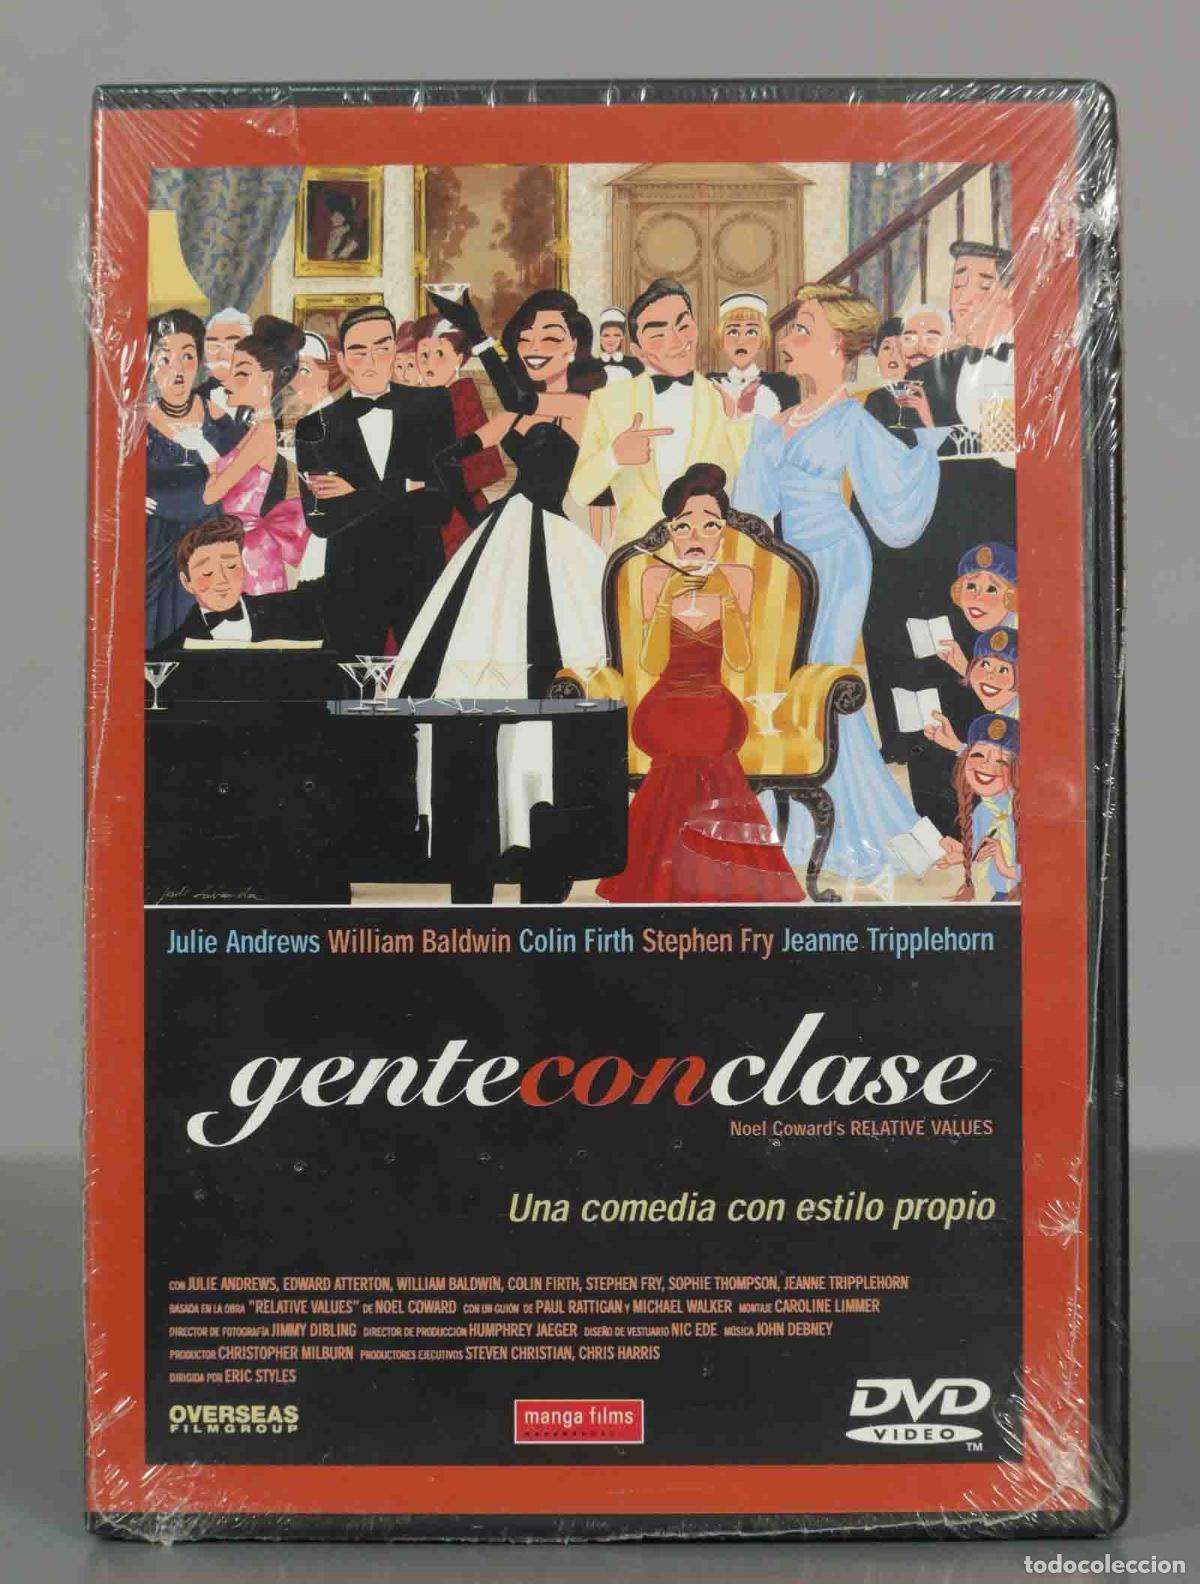 Julie Andrews William Baldwin Colin Firth Stephen Fry Jeanne Tripplehorn
genteconclase
Noel Coward's RELATIVE VALUES
Una comedia con estilo propio
CON JULIE ANDREWS, EDWARD ATTERTON, WILLIAM BALDWIN, COLIN FIRTH, STEPHEN FRY, SOPHIE THOMPSON, JEANNE TRIPPLEHORN
BASADA EN LA OBRA "RELATIVE VALUES" DE NOEL COWARD CON UN GUIÓN DE PAUL RATTIGAN Y MICHAEL WALKER MONTAJE CAROLINE LIMMER
DIRECTOR DE FOTOGRAFÍA JIMMY DIBLING DIRECTOR DE PRODUCCIÓN HUMPHREY JAEGER DISEÑO DE VESTUARIO NIC EDE MÚSICA JOHN DEBNEY
PRODUCTOR CHRISTOPHER MILBURN PRODUCTORES EJECUTIVOS STEVEN CHRISTIAN, CHRIS HARRIS
DIRIGIDA POR ERIC STYLES
OVERSEAS
FILMGROUP
manga films
DVD
VIDEO
TM
todocoleccion